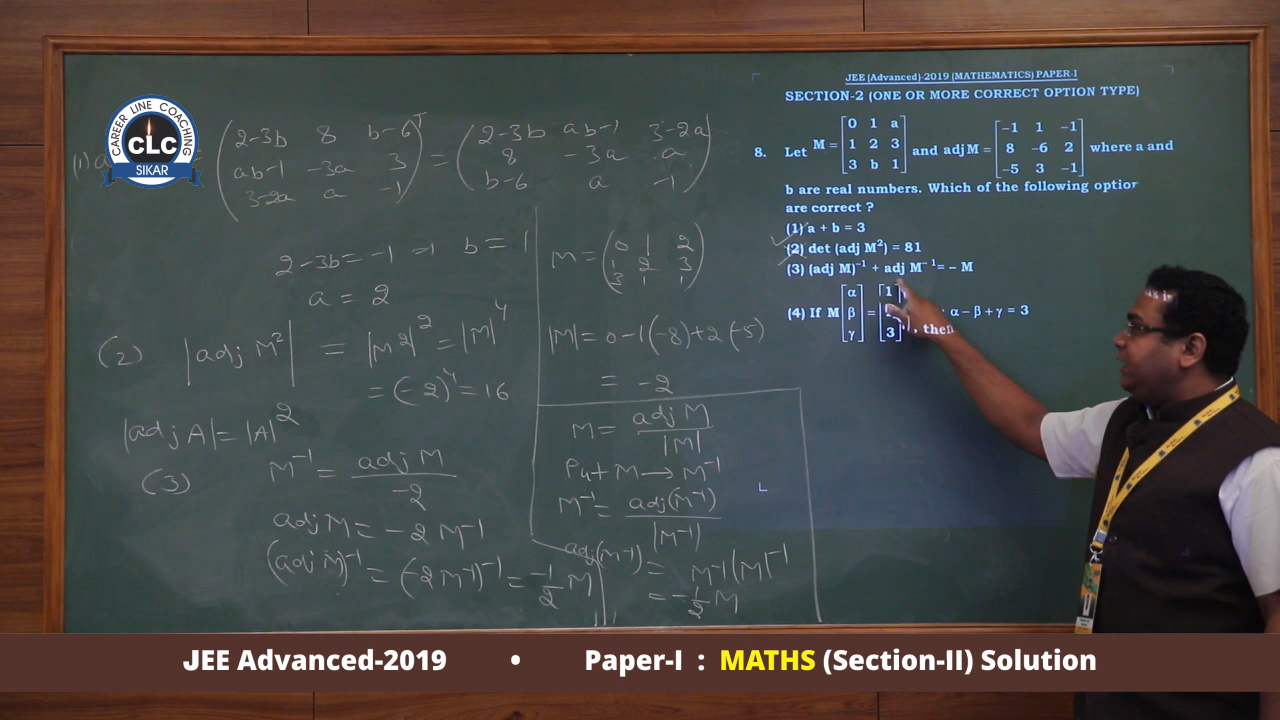 CAREER LINE COACHING
CLC
SIKAR
(1)
(2-3b 8 b-6
ab-1 -3a 3
3-2a a -1)ᵀ = (2-3b ab-1 3-2a
8 -3a a
b-6 a -1)
2-3b = -1 ⇒ b = 1
a = 2
(2) |adj M²| = |M²|² = |M|⁴
= (-2)⁴ = 16
|adj A| = |A|²
(3) M⁻¹ = adj M / -2
adj M = -2 M⁻¹
(adj M)⁻¹ = (-2M⁻¹)⁻¹ = -1/2 M
M = (0 1 2
1 2 3
3 1 1)
|M| = 0-1(-8)+2(-5)
= -2
M = adj M / |M|
Put M → M⁻¹
M⁻¹ = adj(M⁻¹) / |M⁻¹|
adj(M⁻¹) = M⁻¹|M|⁻¹
= -1/2 M
JEE (Advanced)-2019 (MATHEMATICS) PAPER-I
SECTION-2 (ONE OR MORE CORRECT OPTION TYPE)
8. Let M = [0 1 a
1 2 3
3 b 1] and adj M = [-1 1 -1
8 -6 2
-5 3 -1] where a and
b are real numbers. Which of the following
are correct ?
(1) a + b = 3
(2) det (adj M²) = 81
(3) (adj M)⁻¹ + adj M⁻¹ = – M
(4) If M [α
β
γ] = [1
3], then α – β + γ = 3
JEE Advanced-2019 • Paper-I : MATHS (Section-II) Solution